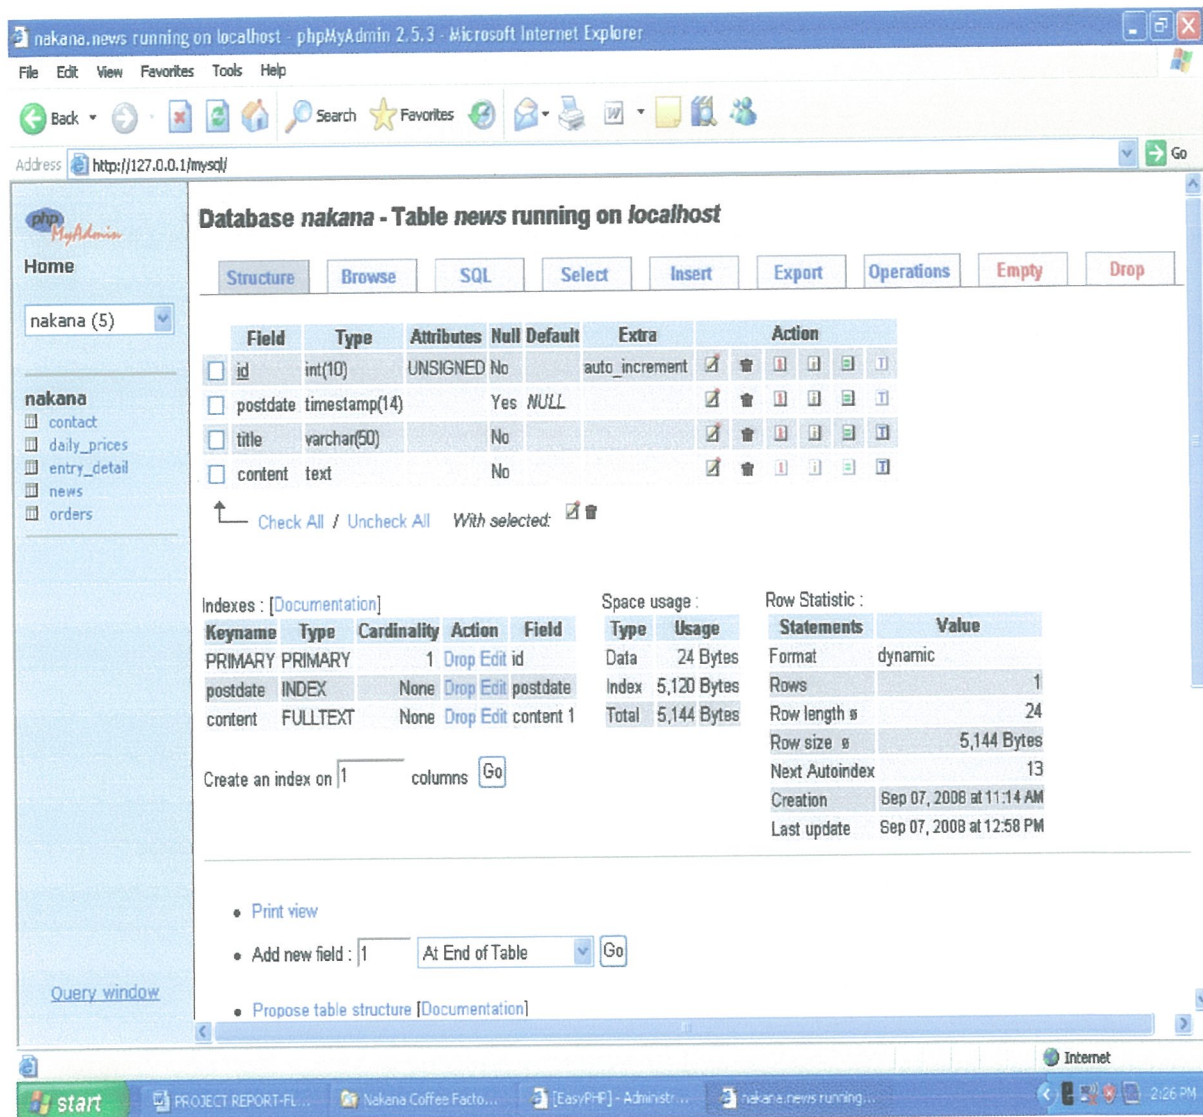 nakana.news running on localhost - phpMyAdmin 2.5.3 - Microsoft Internet Explorer
File Edit View Favorites Tools Help
Back Search Favorites
Address http://127.0.0.1/mysql/ Go
php
MyAdmin
Home
nakana (5)
nakana
contact
daily_prices
entry_detail
news
orders
Query window
Database nakana - Table news running on localhost
Structure Browse SQL Select Insert Export Operations Empty Drop
Field Type Attributes Null Default Extra Action
id int(10) UNSIGNED No auto_increment
postdate timestamp(14) Yes NULL
title varchar(50) No
content text No
Check All / Uncheck All With selected:
Indexes : [Documentation]
Keyname Type Cardinality Action Field
PRIMARY PRIMARY 1 Drop Edit id
postdate INDEX None Drop Edit postdate
content FULLTEXT None Drop Edit content 1
Create an index on 1 columns Go
Space usage :
Type Usage
Data 24 Bytes
Index 5,120 Bytes
Total 5,144 Bytes
Row Statistic :
Statements Value
Format dynamic
Rows 1
Row length ø 24
Row size ø 5,144 Bytes
Next Autoindex 13
Creation Sep 07, 2008 at 11:14 AM
Last update Sep 07, 2008 at 12:58 PM
Print view
Add new field : 1 At End of Table Go
Propose table structure [Documentation]
Internet
start PROJECT REPORT-FL... Nakana Coffee Facto... [EasyPHP] - Administr... nakana.news running... 2:26 PM